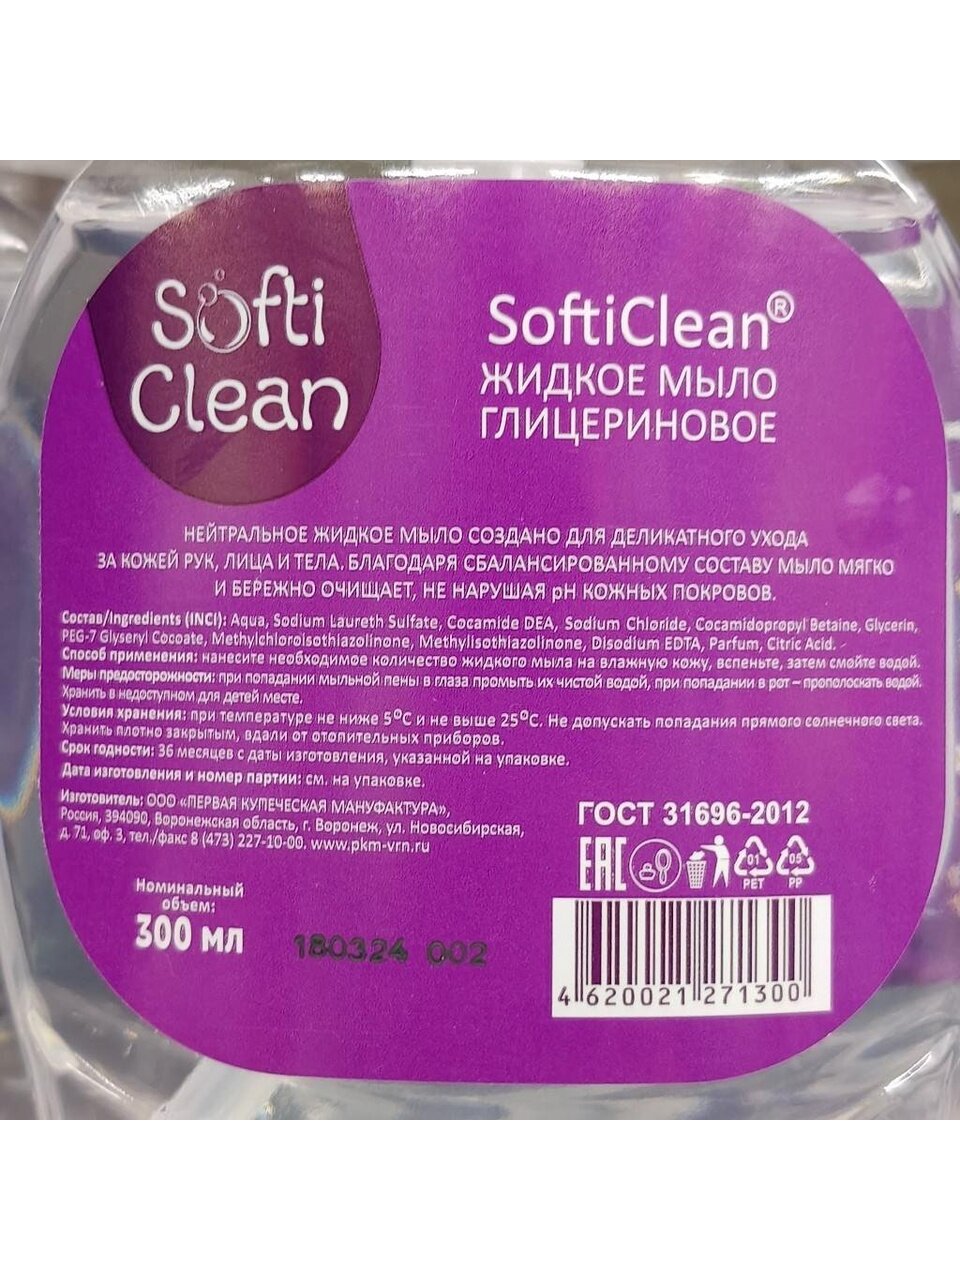 Softi
Clean
SoftiClean®
ЖИДКОЕ МЫЛО
ГЛИЦЕРИНОВОЕ
НЕЙТРАЛЬНОЕ ЖИДКОЕ МЫЛО СОЗДАНО ДЛЯ ДЕЛИКАТНОГО УХОДА
ЗА КОЖЕЙ РУК, ЛИЦА И ТЕЛА. БЛАГОДАРЯ СБАЛАНСИРОВАННОМУ СОСТАВУ МЫЛО МЯГКО
И БЕРЕЖНО ОЧИЩАЕТ, НЕ НАРУШАЯ pH КОЖНЫХ ПОКРОВОВ.
Состав/Ingredients (INCI): Aqua, Sodium Laureth Sulfate, Cocamide DEA, Sodium Chloride, Cocamidopropyl Betaine, Glycerin,
PEG-7 Glyseryl Cocoate, Methylchloroisothiazolinone, Methylisothiazolinone, Disodium EDTA, Parfum, Citric Acid.
Способ применения: нанесите необходимое количество жидкого мыла на влажную кожу, вспеньте, затем смойте водой.
Меры предосторожности: при попадании мыльной пены в глаза промыть их чистой водой, при попадании в рот – прополоскать водой.
Хранить в недоступном для детей месте.
Условия хранения: при температуре не ниже 5°С и не выше 25°С. Не допускать попадания прямого солнечного света.
Хранить плотно закрытым, вдали от отопительных приборов.
Срок годности: 36 месяцев с даты изготовления, указанной на упаковке.
Дата изготовления и номер партии: см. на упаковке.
Изготовитель: ООО «ПЕРВАЯ КУПЕЧЕСКАЯ МАНУФАКТУРА»,
Россия, 394090, Воронежская область, г. Воронеж, ул. Новосибирская,
д. 71, оф. 3, тел./факс 8 (473) 227-10-00. www.pkm-vrn.ru
ГОСТ 31696-2012
EAC
01
PET
05
PP
Номинальный
объем:
300 мл
180324 002
4 620021 271300